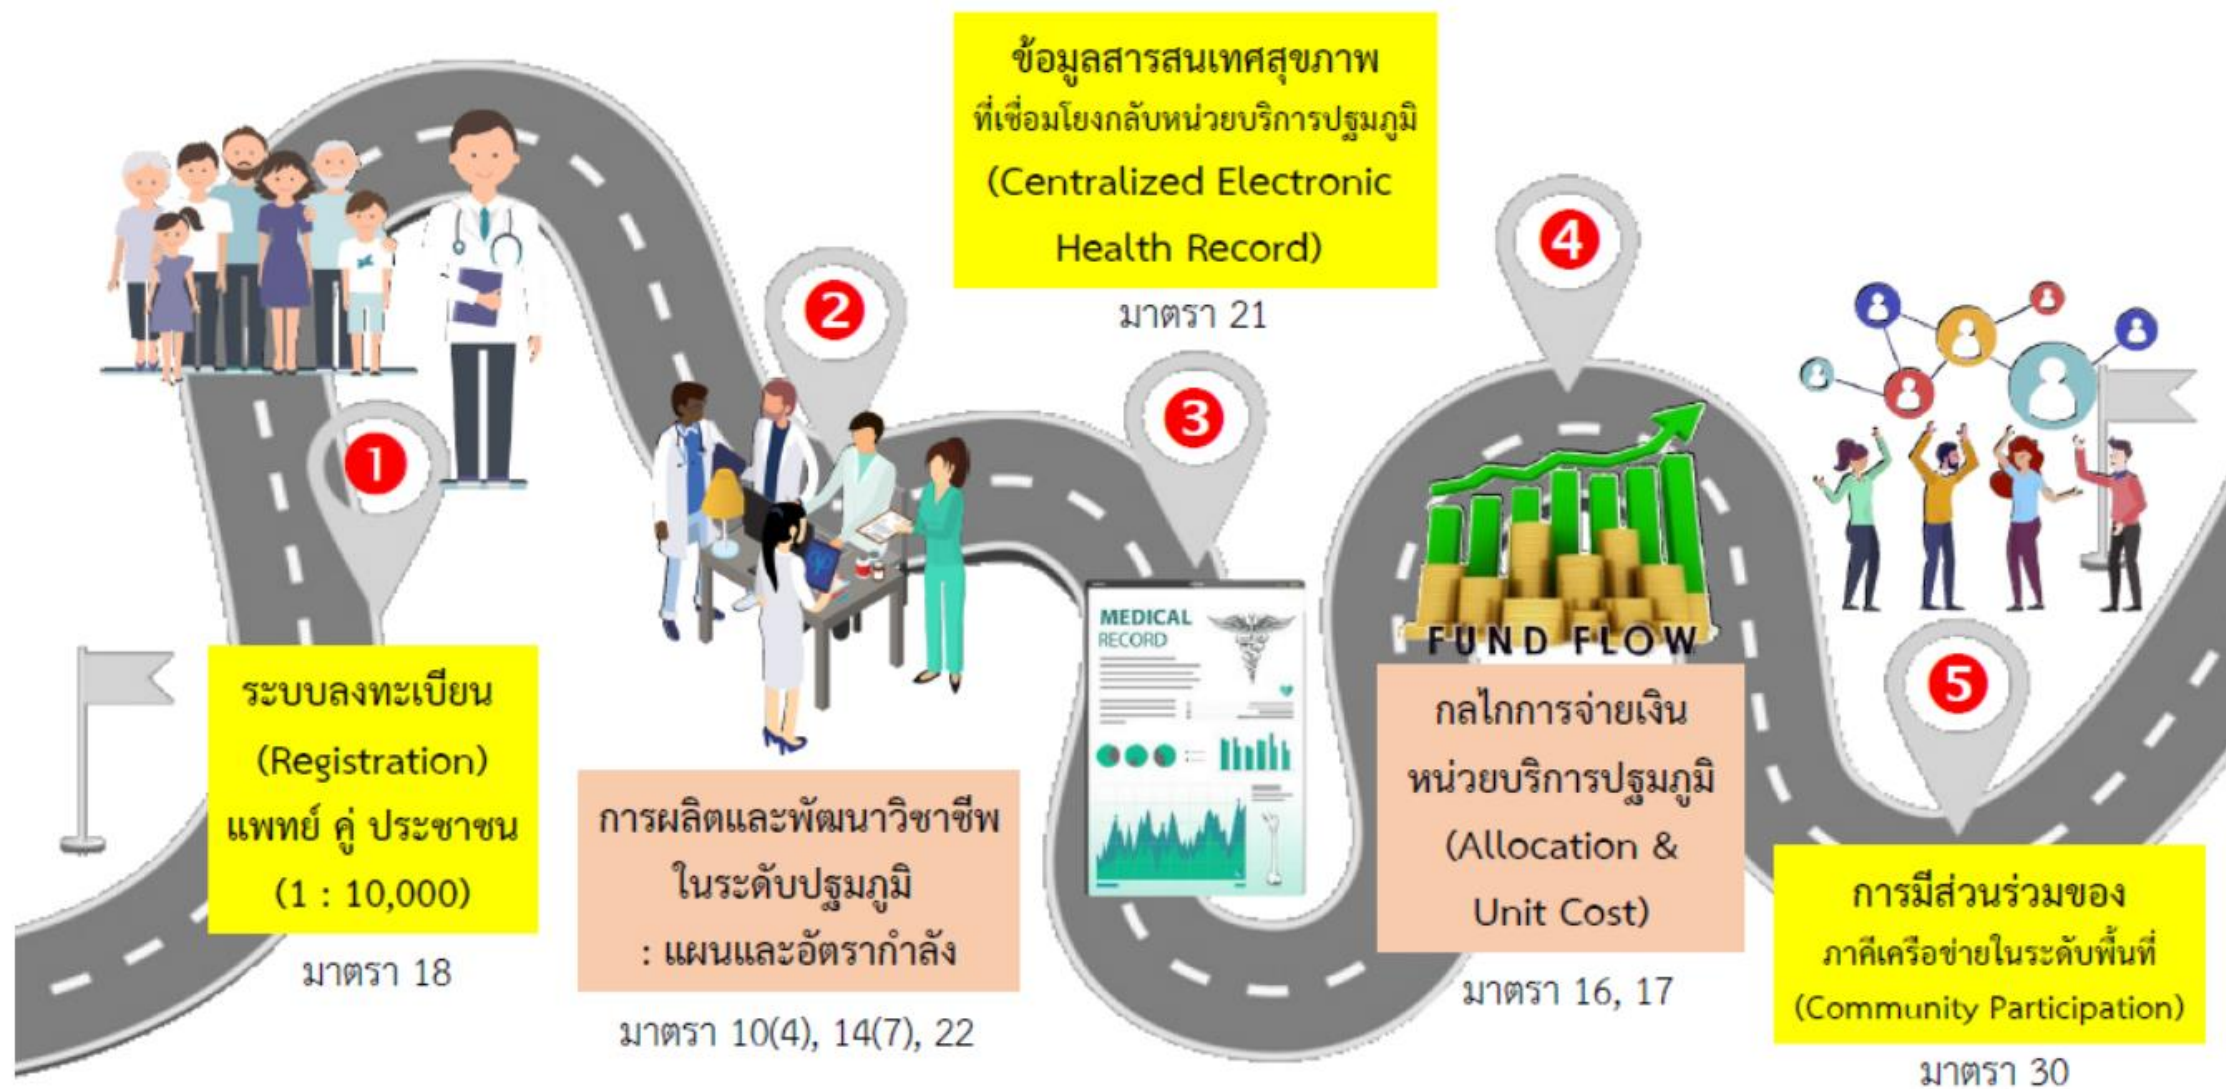 1
ระบบลงทะเบียน
(Registration)
แพทย์ คู่ ประชาชน
(1 : 10,000)
มาตรา 18
2
การผลิตและพัฒนาวิชาชีพ
ในระดับปฐมภูมิ
: แผนและอัตรากำลัง
มาตรา 10(4), 14(7), 22
ข้อมูลสารสนเทศสุขภาพ
ที่เชื่อมโยงกลับหน่วยบริการปฐมภูมิ
(Centralized Electronic
Health Record)
มาตรา 21
3
MEDICAL
RECORD
4
FUND FLOW
กลไกการจ่ายเงิน
หน่วยบริการปฐมภูมิ
(Allocation &
Unit Cost)
มาตรา 16, 17
5
การมีส่วนร่วมของ
ภาคีเครือข่ายในระดับพื้นที่
(Community Participation)
มาตรา 30